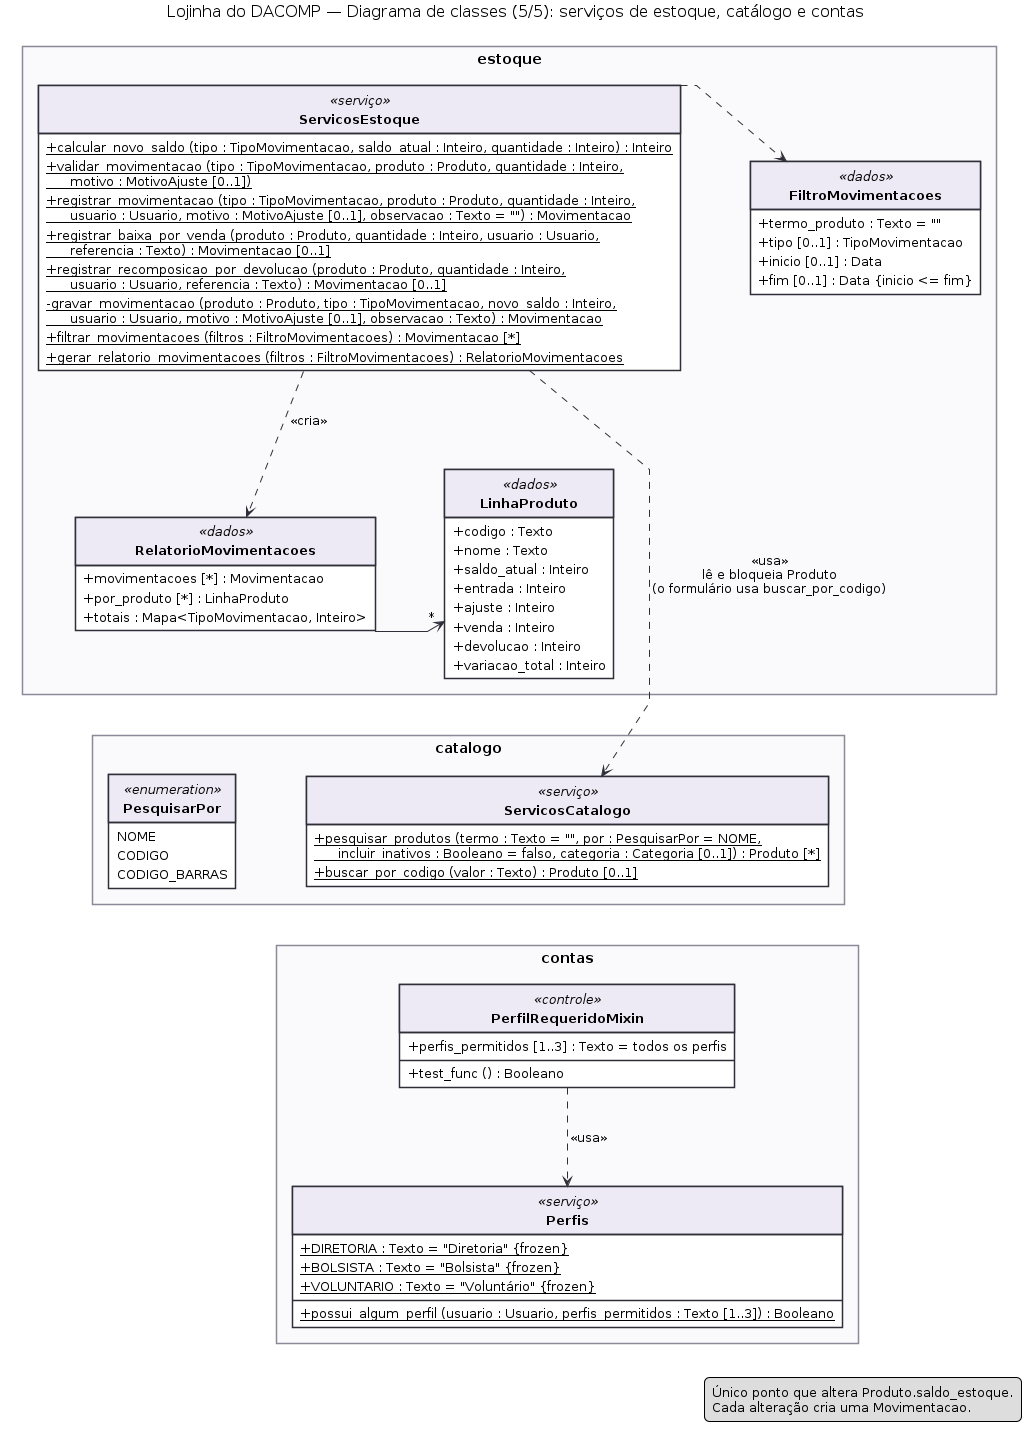 Lojinha do DACOMP — Diagrama de classes (5/5): serviços de estoque, catálogo e contas
estoque
«serviço»
ServicosEstoque
+calcular_novo_saldo (tipo : TipoMovimentacao, saldo_atual : Inteiro, quantidade : Inteiro) : Inteiro
+validar_movimentacao (tipo : TipoMovimentacao, produto : Produto, quantidade : Inteiro,
motivo : MotivoAjuste [0..1])
+registrar_movimentacao (tipo : TipoMovimentacao, produto : Produto, quantidade : Inteiro,
usuario : Usuario, motivo : MotivoAjuste [0..1], observacao : Texto = "") : Movimentacao
+registrar_baixa_por_venda (produto : Produto, quantidade : Inteiro, usuario : Usuario,
referencia : Texto) : Movimentacao [0..1]
+registrar_recomposicao_por_devolucao (produto : Produto, quantidade : Inteiro,
usuario : Usuario, referencia : Texto) : Movimentacao [0..1]
-gravar_movimentacao (produto : Produto, tipo : TipoMovimentacao, novo_saldo : Inteiro,
usuario : Usuario, motivo : MotivoAjuste [0..1], observacao : Texto) : Movimentacao
+filtrar_movimentacoes (filtros : FiltroMovimentacoes) : Movimentacao [*]
+gerar_relatorio_movimentacoes (filtros : FiltroMovimentacoes) : RelatorioMovimentacoes
«dados»
FiltroMovimentacoes
+termo_produto : Texto = ""
+tipo [0..1] : TipoMovimentacao
+inicio [0..1] : Data
+fim [0..1] : Data {inicio <= fim}
«cria»
«dados»
RelatorioMovimentacoes
+movimentacoes [*] : Movimentacao
+por_produto [*] : LinhaProduto
+totais : Mapa<TipoMovimentacao, Inteiro>
*
«dados»
LinhaProduto
+codigo : Texto
+nome : Texto
+saldo_atual : Inteiro
+entrada : Inteiro
+ajuste : Inteiro
+venda : Inteiro
+devolucao : Inteiro
+variacao_total : Inteiro
«usa»
lê e bloqueia Produto
(o formulário usa buscar_por_codigo)
catalogo
«enumeration»
PesquisarPor
NOME
CODIGO
CODIGO_BARRAS
«serviço»
ServicosCatalogo
+pesquisar_produtos (termo : Texto = "", por : PesquisarPor = NOME,
incluir_inativos : Booleano = falso, categoria : Categoria [0..1]) : Produto [*]
+buscar_por_codigo (valor : Texto) : Produto [0..1]
contas
«controle»
PerfilRequeridoMixin
+perfis_permitidos [1..3] : Texto = todos os perfis
+test_func () : Booleano
«usa»
«serviço»
Perfis
+DIRETORIA : Texto = "Diretoria" {frozen}
+BOLSISTA : Texto = "Bolsista" {frozen}
+VOLUNTARIO : Texto = "Voluntário" {frozen}
+possui_algum_perfil (usuario : Usuario, perfis_permitidos : Texto [1..3]) : Booleano
Único ponto que altera Produto.saldo_estoque.
Cada alteração cria uma Movimentacao.